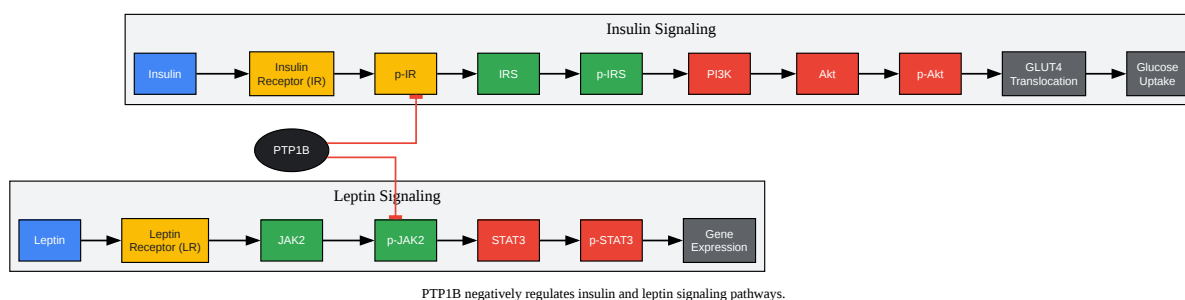 Insulin Signaling
Insulin
Insulin
Receptor (IR)
p-IR
IRS
p-IRS
PI3K
Akt
p-Akt
GLUT4
Translocation
Glucose
Uptake
PTP1B
Leptin Signaling
Leptin
Leptin
Receptor (LR)
JAK2
p-JAK2
STAT3
p-STAT3
Gene
Expression
PTP1B negatively regulates insulin and leptin signaling pathways.